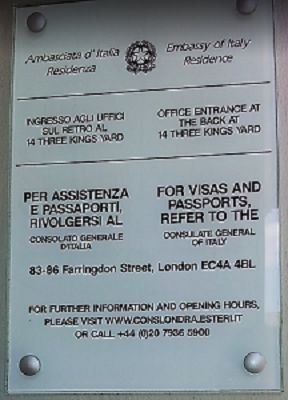 Ambasciata d'Italia
Residenza
Embassy of Italy
Residence
INGRESSO AGLI UFFICI
SUL RETRO AL
14 THREE KINGS YARD
OFFICE ENTRANCE AT
THE BACK AT
14 THREE KINGS YARD
PER ASSISTENZA
E PASSAPORTI,
RIVOLGERSI AL
CONSOLATO GENERALE
D'ITALIA
FOR VISAS AND
PASSPORTS,
REFER TO THE
CONSULATE GENERAL
OF ITALY
83-86 Farringdon Street, London EC4A 4BL
FOR FURTHER INFORMATION AND OPENING HOURS,
PLEASE VISIT WWW.CONSLONDRA.ESTERI.IT
OR CALL +44 (0)20 7936 5900